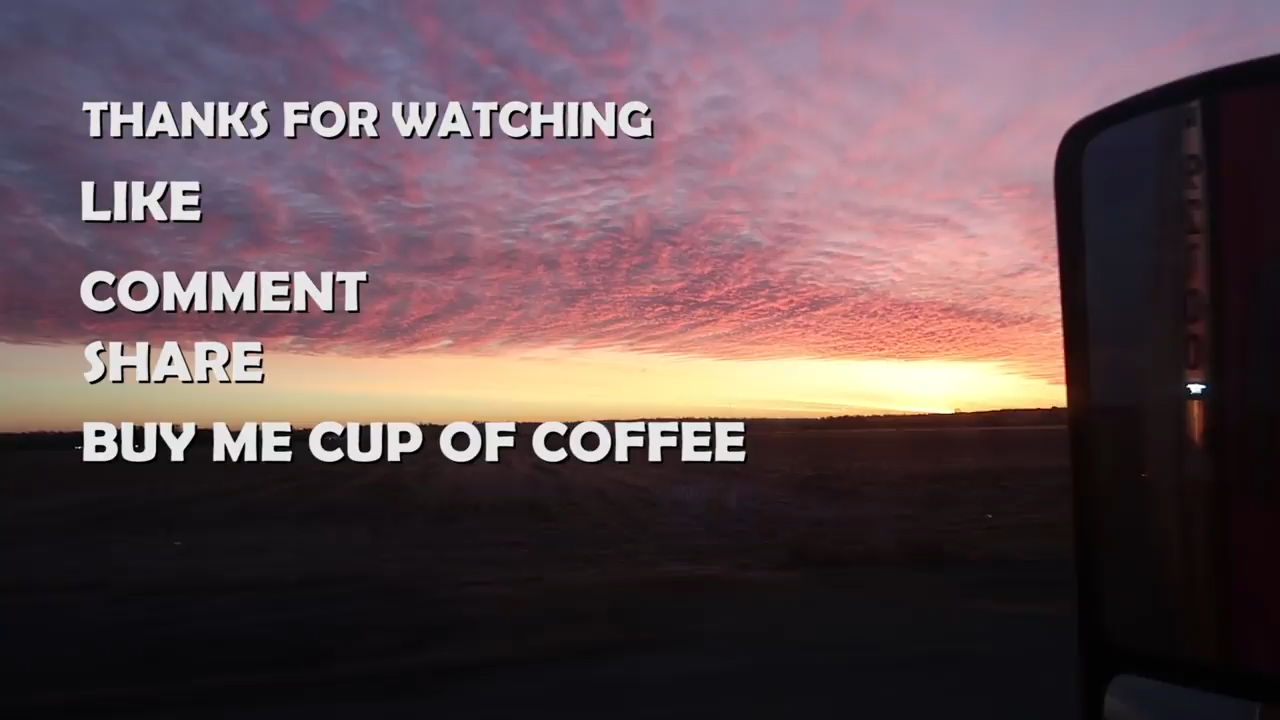 THANKS FOR WATCHING
LIKE
COMMENT
SHARE
BUY ME CUP OF COFFEE